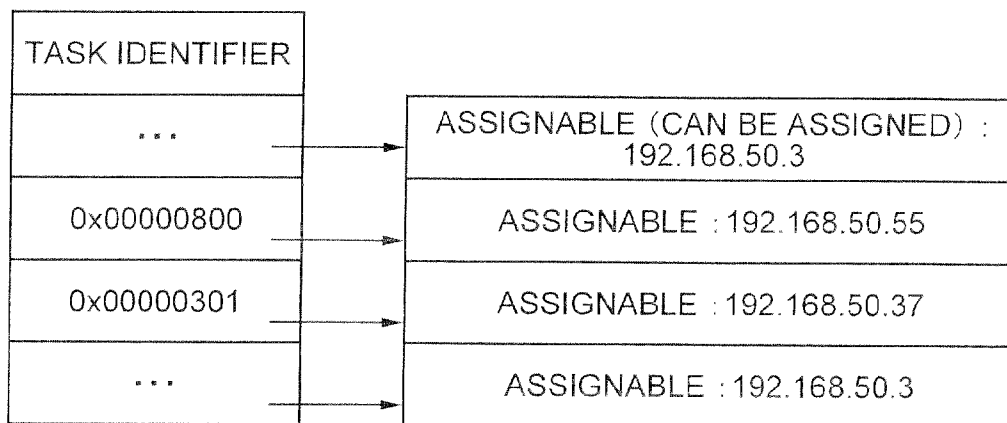 TASK IDENTIFIER
...
ASSIGNABLE (CAN BE ASSIGNED) :
192.168.50.3
0x00000800
ASSIGNABLE : 192.168.50.55
0x00000301
ASSIGNABLE : 192.168.50.37
...
ASSIGNABLE : 192.168.50.3